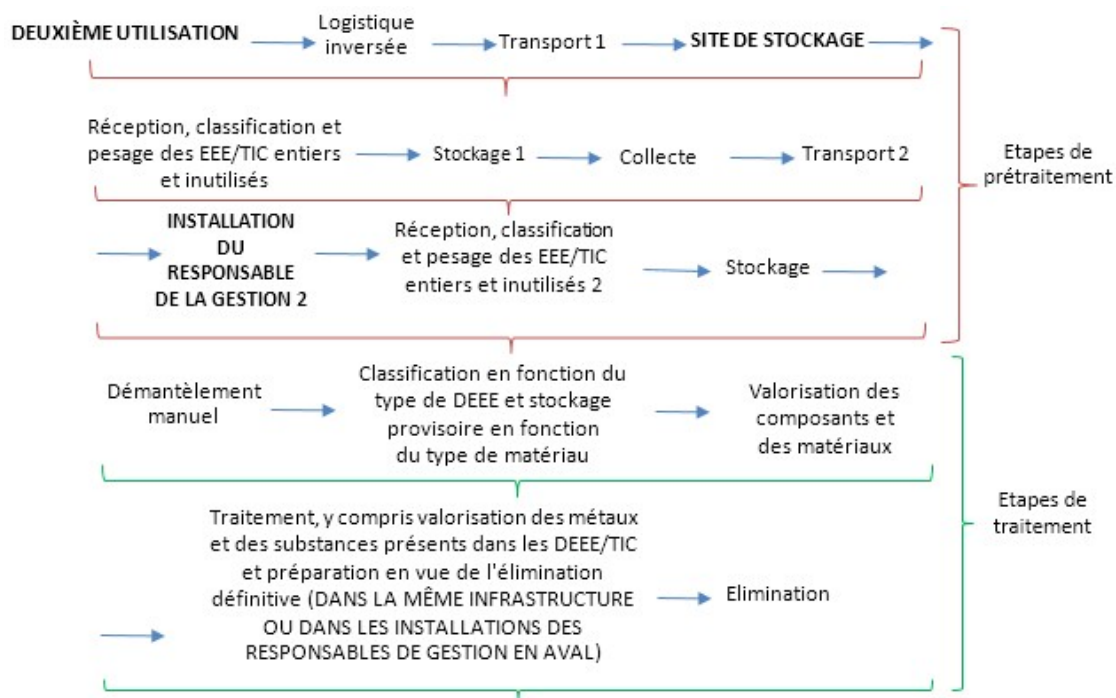 DEUXIÈME UTILISATION
Logistique
inversée
Transport 1
SITE DE STOCKAGE
Réception, classification et
pesage des EEE/TIC entiers
et inutilisés
Stockage 1
Collecte
Transport 2
Etapes de
prétraitement
INSTALLATION
DU
RESPONSABLE
DE LA GESTION 2
Réception, classification
et pesage des EEE/TIC
entiers et inutilisés 2
Stockage
Démantèlement
manuel
Classification en fonction du
type de DEEE et stockage
provisoire en fonction
du type de matériau
Valorisation des
composants et
des matériaux
Etapes de
traitement
Traitement, y compris valorisation des métaux
et des substances présents dans les DEEE/TIC
et préparation en vue de l'élimination
définitive (DANS LA MÊME INFRASTRUCTURE
OU DANS LES INSTALLATIONS DES
RESPONSABLES DE GESTION EN AVAL)
Elimination